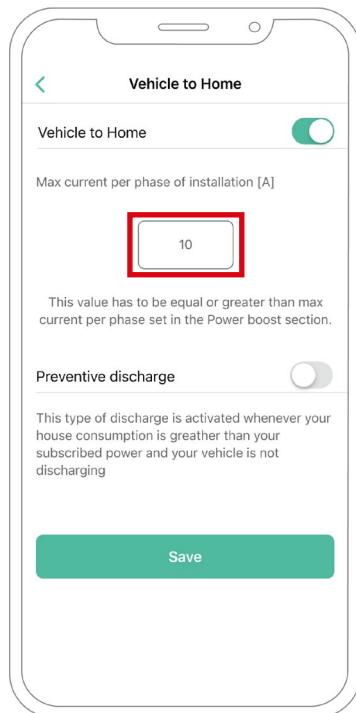 Vehicle to Home
Vehicle to Home
Max current per phase of installation [A]
10
This value has to be equal or greater than max
current per phase set in the Power boost section.
Preventive discharge
This type of discharge is activated whenever your
house consumption is greather than your
subscribed power and your vehicle is not
discharging
Save